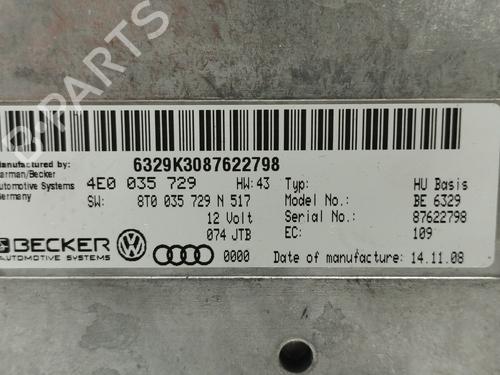 B-PARTS
Manufactured by:
Harman/Becker
Automotive Systems
Germany
6329K3087622798
4E0 035 729 HW: 43 Typ: HU Basis
SW: 8T0 035 729 N 517 Model No.: BE 6329
12 Volt Serial No.: 87622798
074 JTB EC: 109
BECKER
AUTOMOTIVE SYSTEMS
0000 Date of manufacture: 14.11.08